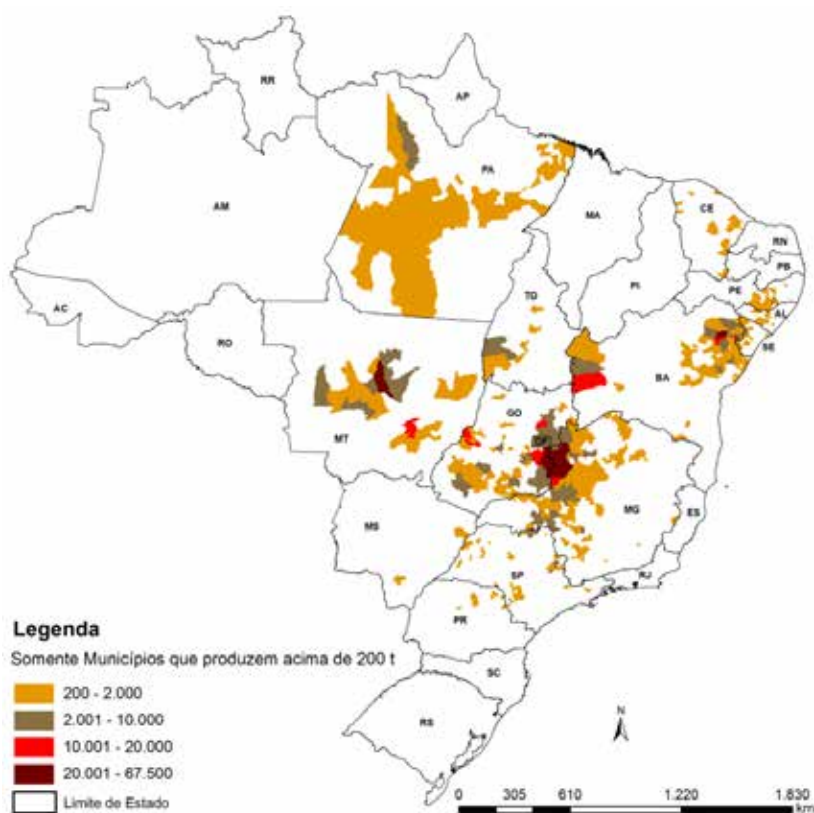 RR
AP
AM
PA
MA
CE
RN
PB
PE
AL
SE
PI
TO
AC
RO
BA
MT
GO
DF
MG
ES
MS
SP
RJ
PR
SC
RS
Legenda
Somente Municípios que produzem acima de 200 t
200 - 2.000
2.001 - 10.000
10.001 - 20.000
20.001 - 67.500
Limite de Estado
N
0 305 610 1.220 1.830
km